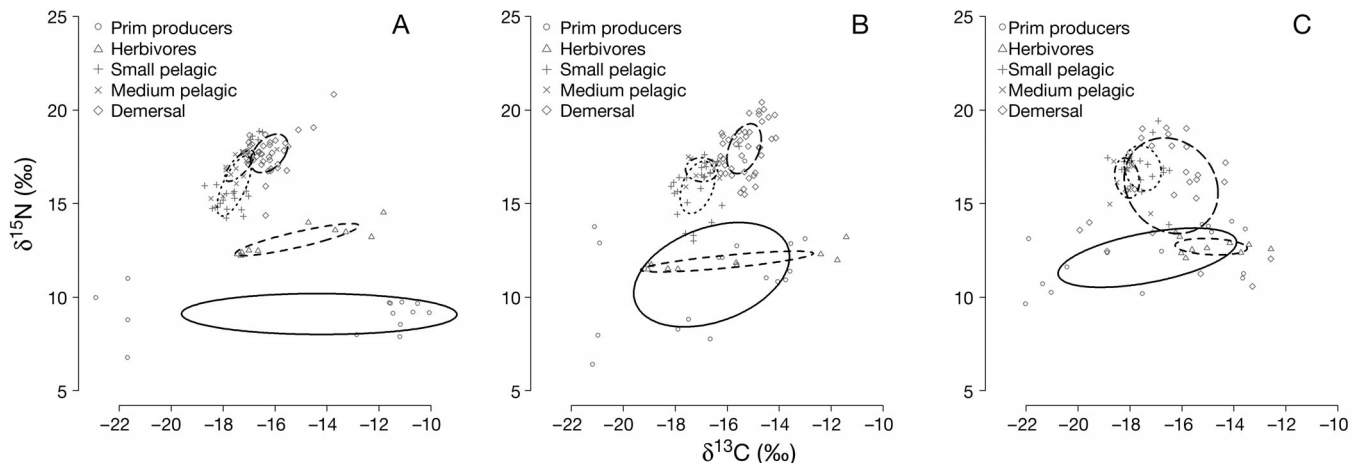 A
25
20
15
10
5
Prim producers
Herbivores
Small pelagic
Medium pelagic
Demersal
−22 −20 −18 −16 −14 −12 −10
B
25
20
15
10
5
Prim producers
Herbivores
Small pelagic
Medium pelagic
Demersal
−22 −20 −18 −16 −14 −12 −10
C
25
20
15
10
5
Prim producers
Herbivores
Small pelagic
Medium pelagic
Demersal
−22 −20 −18 −16 −14 −12 −10
δ15N (‰)
δ13C (‰)